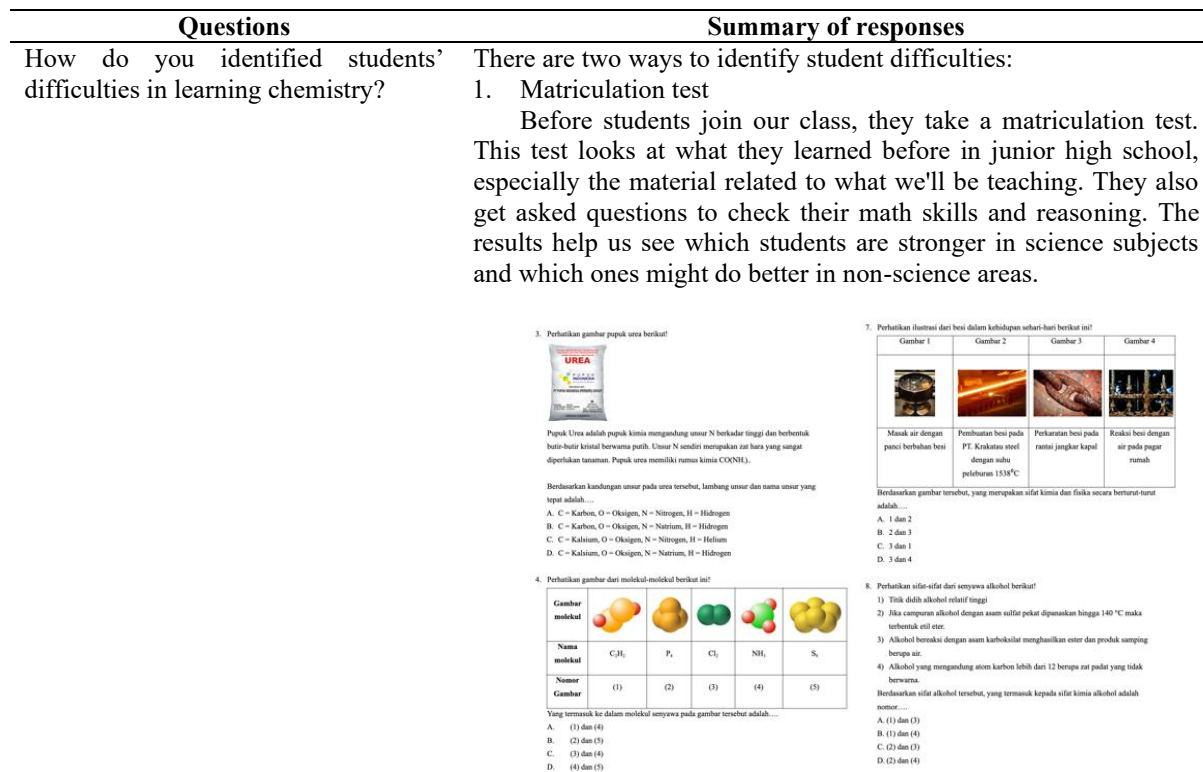 Questions
Summary of responses
How do you identified students’
difficulties in learning chemistry?
There are two ways to identify student difficulties:
1. Matriculation test
Before students join our class, they take a matriculation test.
This test looks at what they learned before in junior high school,
especially the material related to what we'll be teaching. They also
get asked questions to check their math skills and reasoning. The
results help us see which students are stronger in science subjects
and which ones might do better in non-science areas.
3. Perhatikan gambar pupuk urea berikut!
UREA
Pupuk Urea adalah pupuk kimia mengandung unsur N berkadar tinggi dan berbentuk
butir-butir kristal berwarna putih. Unsur N sendiri merupakan zat hara yang sangat
diperlukan tanaman. Pupuk urea memiliki rumus kimia CO(NH₂)₂.
Berdasarkan kandungan unsur pada urea tersebut, lambang unsur dan nama unsur yang
tepat adalah….
A. C = Karbon, O = Oksigen, N = Nitrogen, H = Hidrogen
B. C = Karbon, O = Oksigen, N = Natrium, H = Hidrogen
C. C = Kalsium, O = Oksigen, N = Nitrogen, H = Helium
D. C = Kalsium, O = Oksigen, N = Natrium, H = Hidrogen
4. Perhatikan gambar dari molekul-molekul berikut ini!
Gambar
molekul
Nama
molekul
P₄
Cl₂
NH₃
Nomor
Gambar
(1)
(2)
(3)
(4)
(5)
Yang termasuk ke dalam molekul senyawa pada gambar tersebut adalah….
A. (1) dan (4)
B. (2) dan (5)
C. (3) dan (4)
D. (4) dan (5)
7. Perhatikan ilustrasi dari besi dalam kehidupan sehari-hari berikut ini!
Gambar 1
Gambar 2
Gambar 3
Gambar 4
Masak air dengan
panci berbahan besi
Pembuatan besi pada
PT. Krakatau steel
dengan suhu
peleburan 1538⁰C
Perkaratan besi pada
rantai jangkar kapal
Reaksi besi dengan
air pada pagar
rumah
Berdasarkan gambar tersebut, yang merupakan sifat kimia dan fisika secara berturut-turut
adalah….
A. 1 dan 2
B. 2 dan 3
C. 3 dan 1
D. 3 dan 4
8. Perhatikan sifat-sifat dari senyawa alkohol berikut!
1) Titik didih alkohol relatif tinggi
2) Jika campuran alkohol dengan asam sulfat pekat dipanaskan hingga 140 °C maka
terbentuk etil eter.
3) Alkohol bereaksi dengan asam karboksilat menghasilkan ester dan produk samping
berupa air.
4) Alkohol yang mengandung atom karbon lebih dari 12 berupa zat padat yang tidak
berwarna.
Berdasarkan sifat alkohol tersebut, yang termasuk kepada sifat kimia alkohol adalah
nomor….
A. (1) dan (3)
B. (1) dan (4)
C. (2) dan (3)
D. (2) dan (4)